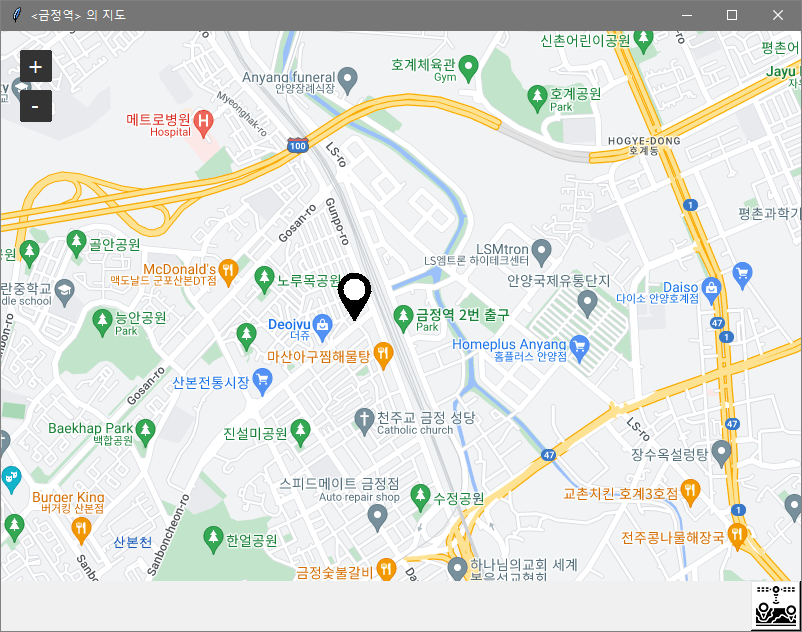 <금정역> 의 지도
+
-
신촌어린이공원
평촌어
호계체육관
Gym
Anyang funeral
안양장례식장
Jayu
호계공원
Park
Myeonghak-ro
메트로병원
Hospital
100
LS-ro
HOGYE-DONG
호계동
Gosan-ro
Gunpo-ro
1
평촌과학기
골안공원
공원
LSMtron
LS엠트론 하이테크센터
McDonald's
맥도날드 군포산본DT점
노루목공원
안양국제유통단지
란중학교
dle school
Daiso
다이소 안양호계점
능안공원
Park
Deojyu
더쥬
금정역 2번 출구
Park
47
1
마산아구찜해물탕
Homeplus Anyang
홈플러스 안양점
산본전통시장
Gosan-ro
Baekhap Park
백합공원
진설미공원
천주교 금정 성당
Catholic church
LS-ro
47
47
장수옥설렁탕
스피드메이트 금정점
Auto repair shop
수정공원
교촌치킨 호계3호점
Burger King
버거킹 산본점
Sanboncheon-ro
1
산본천
한얼공원
전주콩나물해장국
금정숯불갈비
하나님의교회 세계
복음선교협회